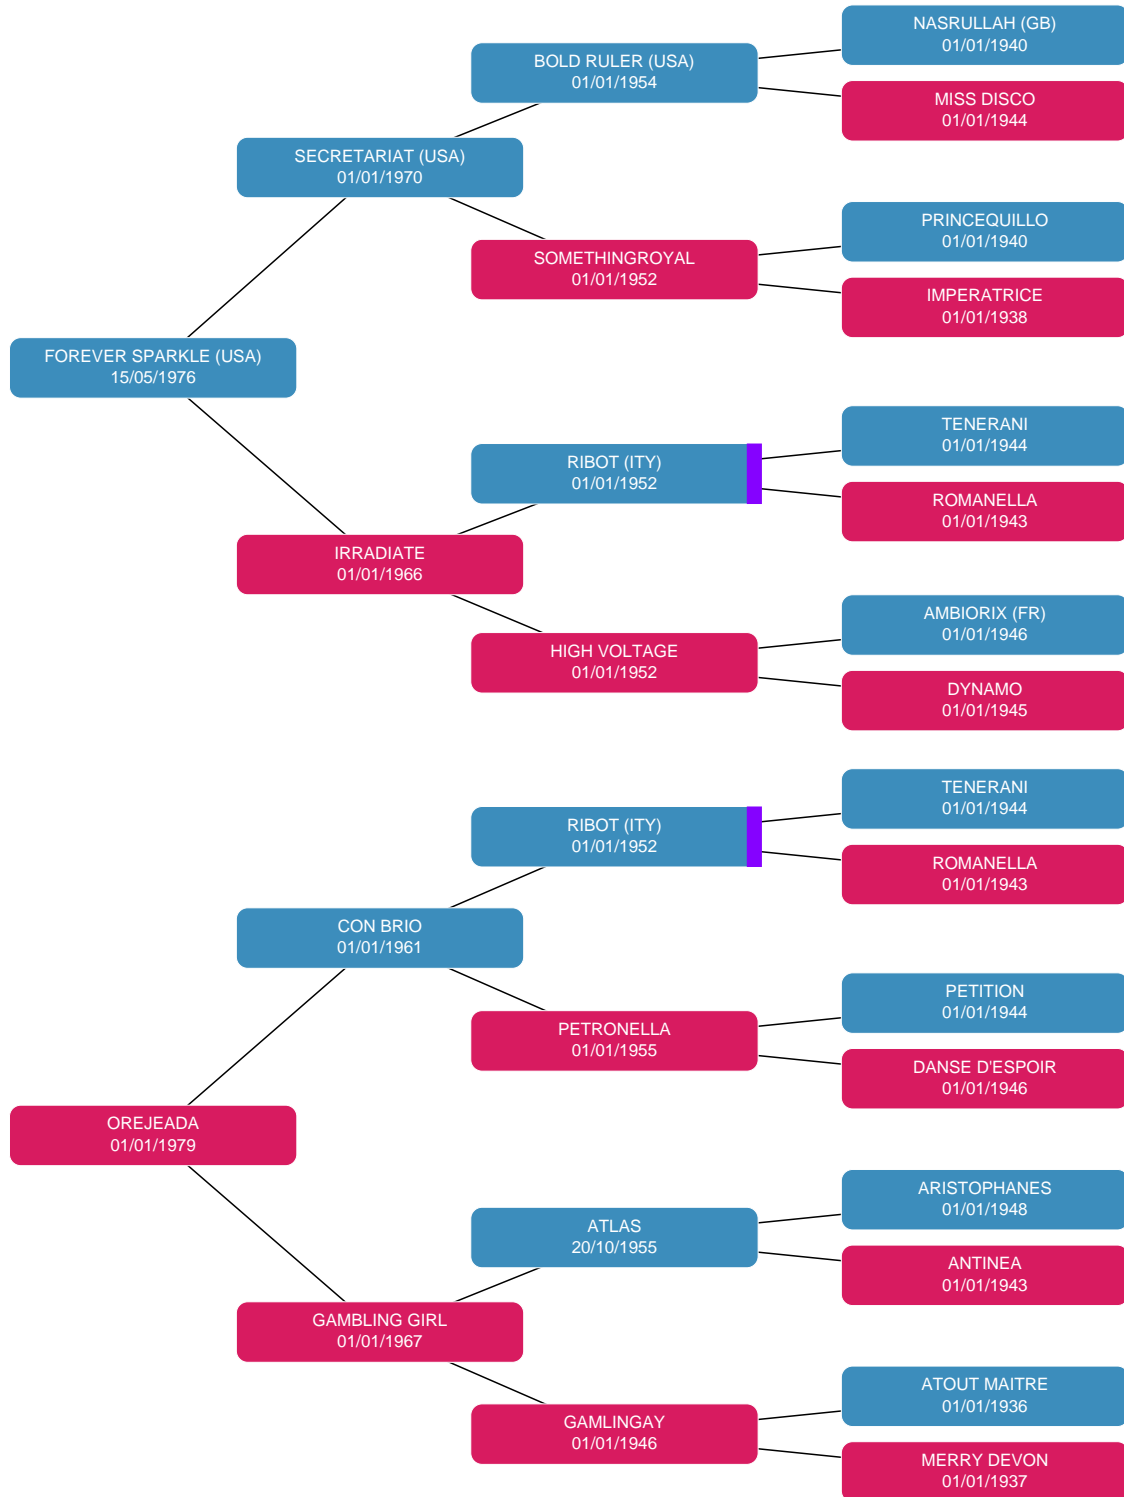 NASRULLAH (GB)
01/01/1940
BOLD RULER (USA)
01/01/1954
MISS DISCO
01/01/1944
SECRETARIAT (USA)
01/01/1970
PRINCEQUILLO
01/01/1940
SOMETHINGROYAL
01/01/1952
IMPERATRICE
01/01/1938
FOREVER SPARKLE (USA)
15/05/1976
TENERANI
01/01/1944
RIBOT (ITY)
01/01/1952
ROMANELLA
01/01/1943
IRRADIATE
01/01/1966
AMBIORIX (FR)
01/01/1946
HIGH VOLTAGE
01/01/1952
DYNAMO
01/01/1945
TENERANI
01/01/1944
RIBOT (ITY)
01/01/1952
ROMANELLA
01/01/1943
CON BRIO
01/01/1961
PETITION
01/01/1944
PETRONELLA
01/01/1955
DANSE D'ESPOIR
01/01/1946
OREJEADA
01/01/1979
ARISTOPHANES
01/01/1948
ATLAS
20/10/1955
ANTINEA
01/01/1943
GAMBLING GIRL
01/01/1967
ATOUT MAITRE
01/01/1936
GAMLINGAY
01/01/1946
MERRY DEVON
01/01/1937